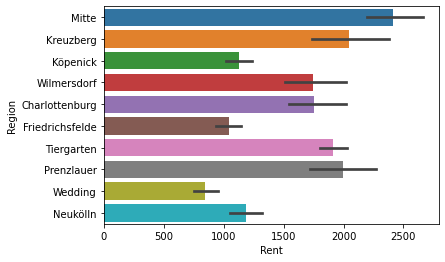 Mitte
Kreuzberg
Köpenick
Wilmersdorf
Charlottenburg
Friedrichsfelde
Tiergarten
Prenzlauer
Wedding
Neukölln
Region
0 500 1000 1500 2000 2500
Rent